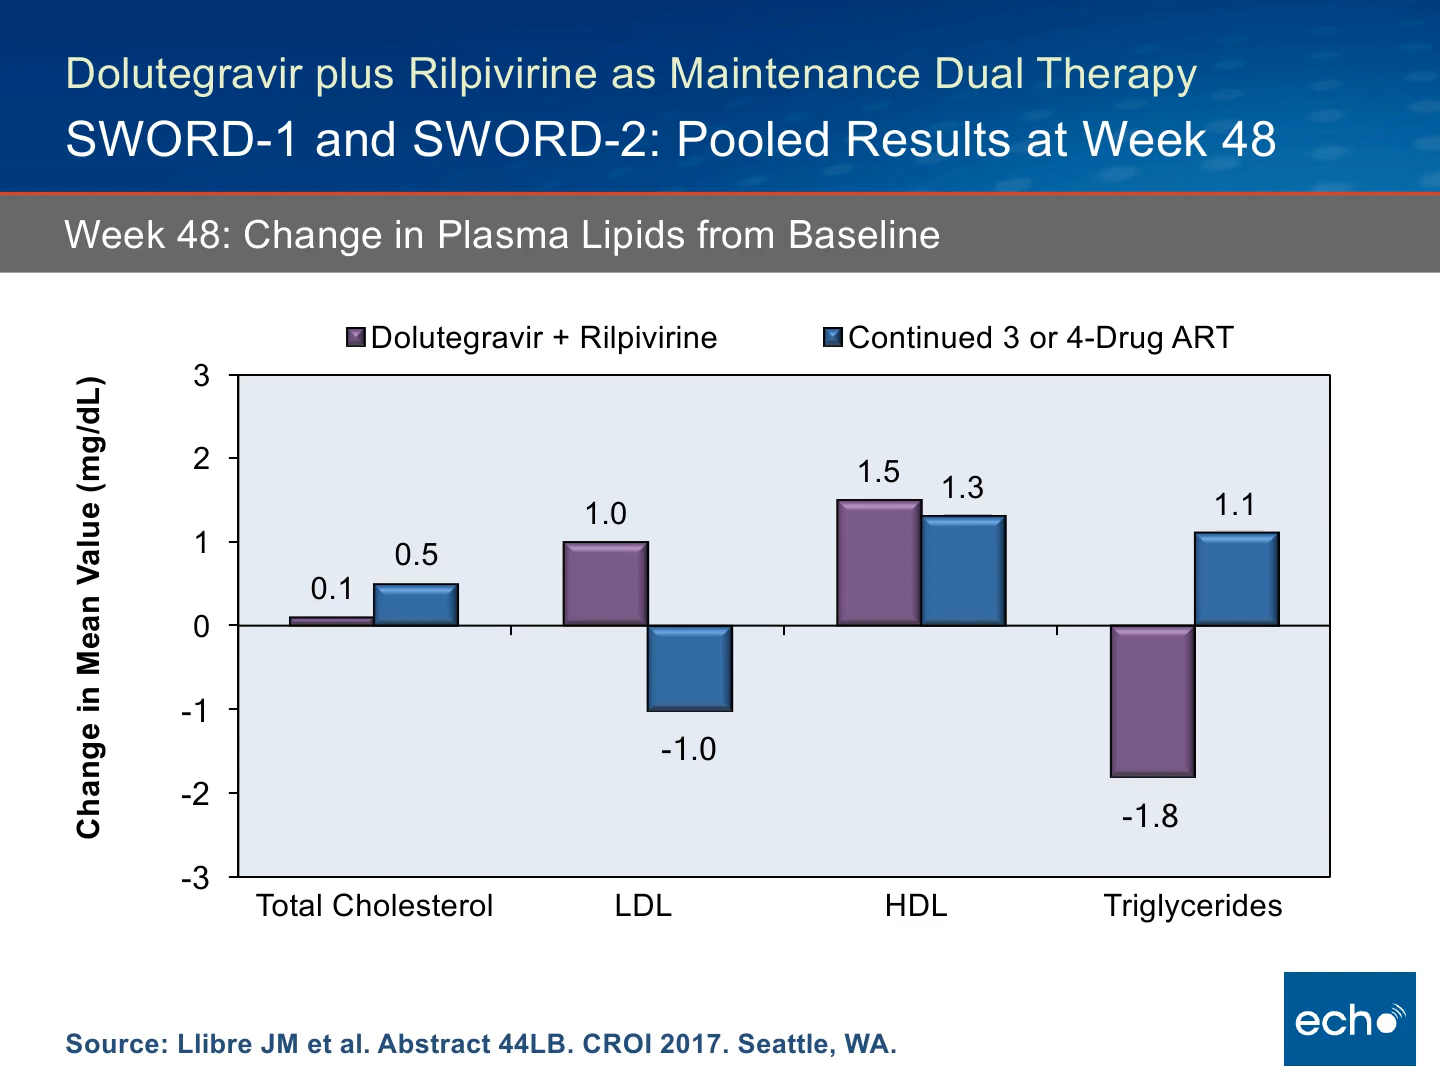 Dolutegravir plus Rilpivirine as Maintenance Dual Therapy
SWORD-1 and SWORD-2: Pooled Results at Week 48
Week 48: Change in Plasma Lipids from Baseline
Dolutegravir + Rilpivirine
Continued 3 or 4-Drug ART
Change in Mean Value (mg/dL)
3
2
1
0
-1
-2
-3
0.1
0.5
1.0
-1.0
1.5
1.3
-1.8
1.1
Total Cholesterol
LDL
HDL
Triglycerides
Source: Llibre JM et al. Abstract 44LB. CROI 2017. Seattle, WA.
echo